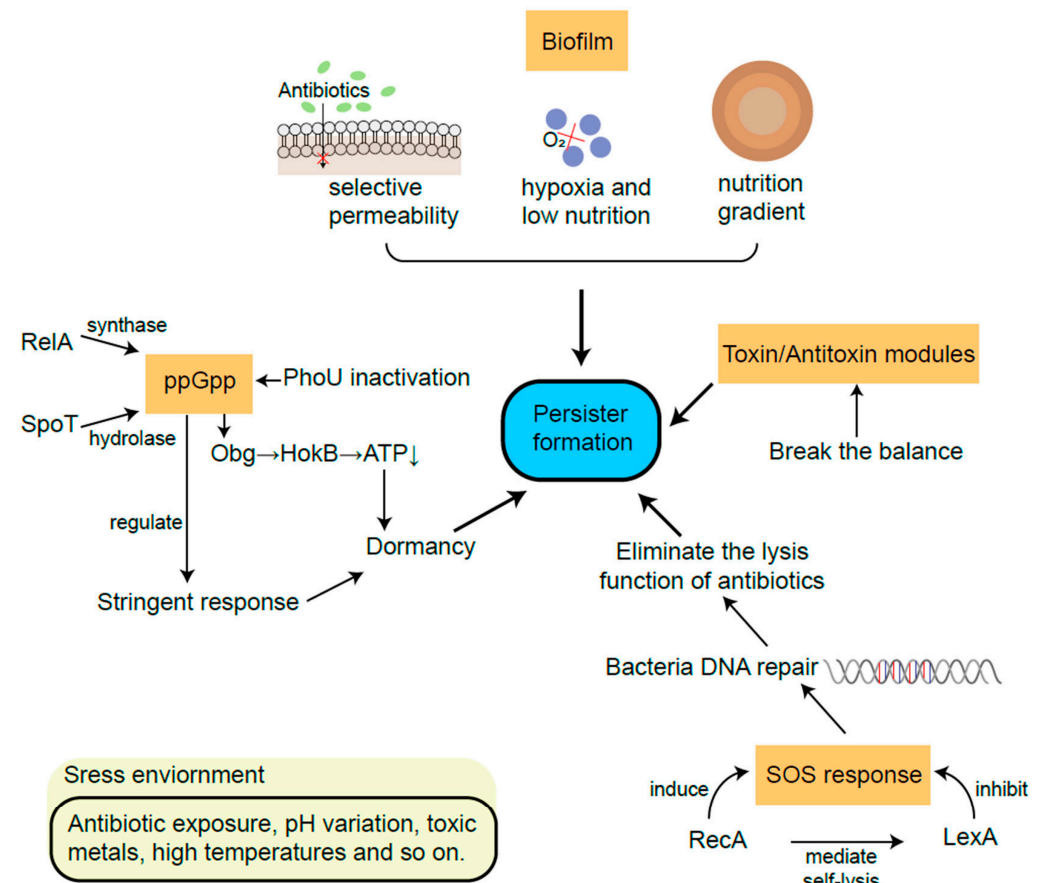 Biofilm
Antibiotics
O₂
selective
permeability
hypoxia and
low nutrition
nutrition
gradient
RelA
synthase
ppGpp
PhoU inactivation
SpoT
hydrolase
Obg→HokB→ATP↓
regulate
Dormancy
Stringent response
Persister
formation
Toxin/Antitoxin modules
Break the balance
Eliminate the lysis
function of antibiotics
Bacteria DNA repair
SOS response
induce
inhibit
RecA
LexA
mediate
self-lysis
Sress enviornment
Antibiotic exposure, pH variation, toxic
metals, high temperatures and so on.